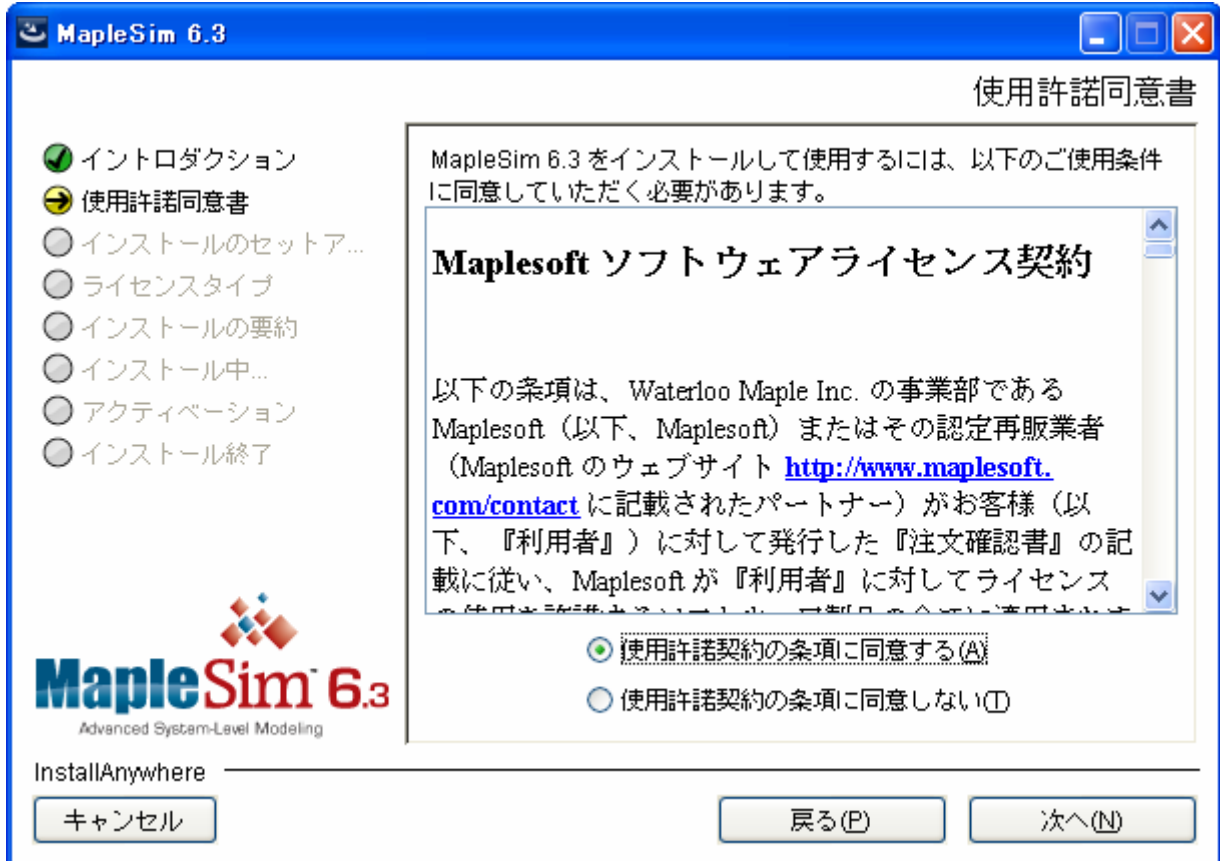 MapleSim 6.3
使用許諾同意書
イントロダクション
使用許諾同意書
インストールのセットア...
ライセンスタイプ
インストールの要約
インストール中...
アクティベーション
インストール終了
MapleSim 6.3 をインストールして使用するには、以下のご使用条件
に同意していただく必要があります。
Maplesoft ソフトウェアライセンス契約
以下の条項は、Waterloo Maple Inc. の事業部である
Maplesoft（以下、Maplesoft）またはその認定再販業者
（Maplesoft のウェブサイト http://www.maplesoft.
com/contact に記載されたパートナー）がお客様（以
下、『利用者』）に対して発行した『注文確認書』の記
載に従い、Maplesoft が『利用者』に対してライセンス
使用許諾契約の条項に同意する(A)
使用許諾契約の条項に同意しない(T)
MapleSim™ 6.3
Advanced System-Level Modeling
InstallAnywhere
キャンセル
戻る(P)
次へ(N)